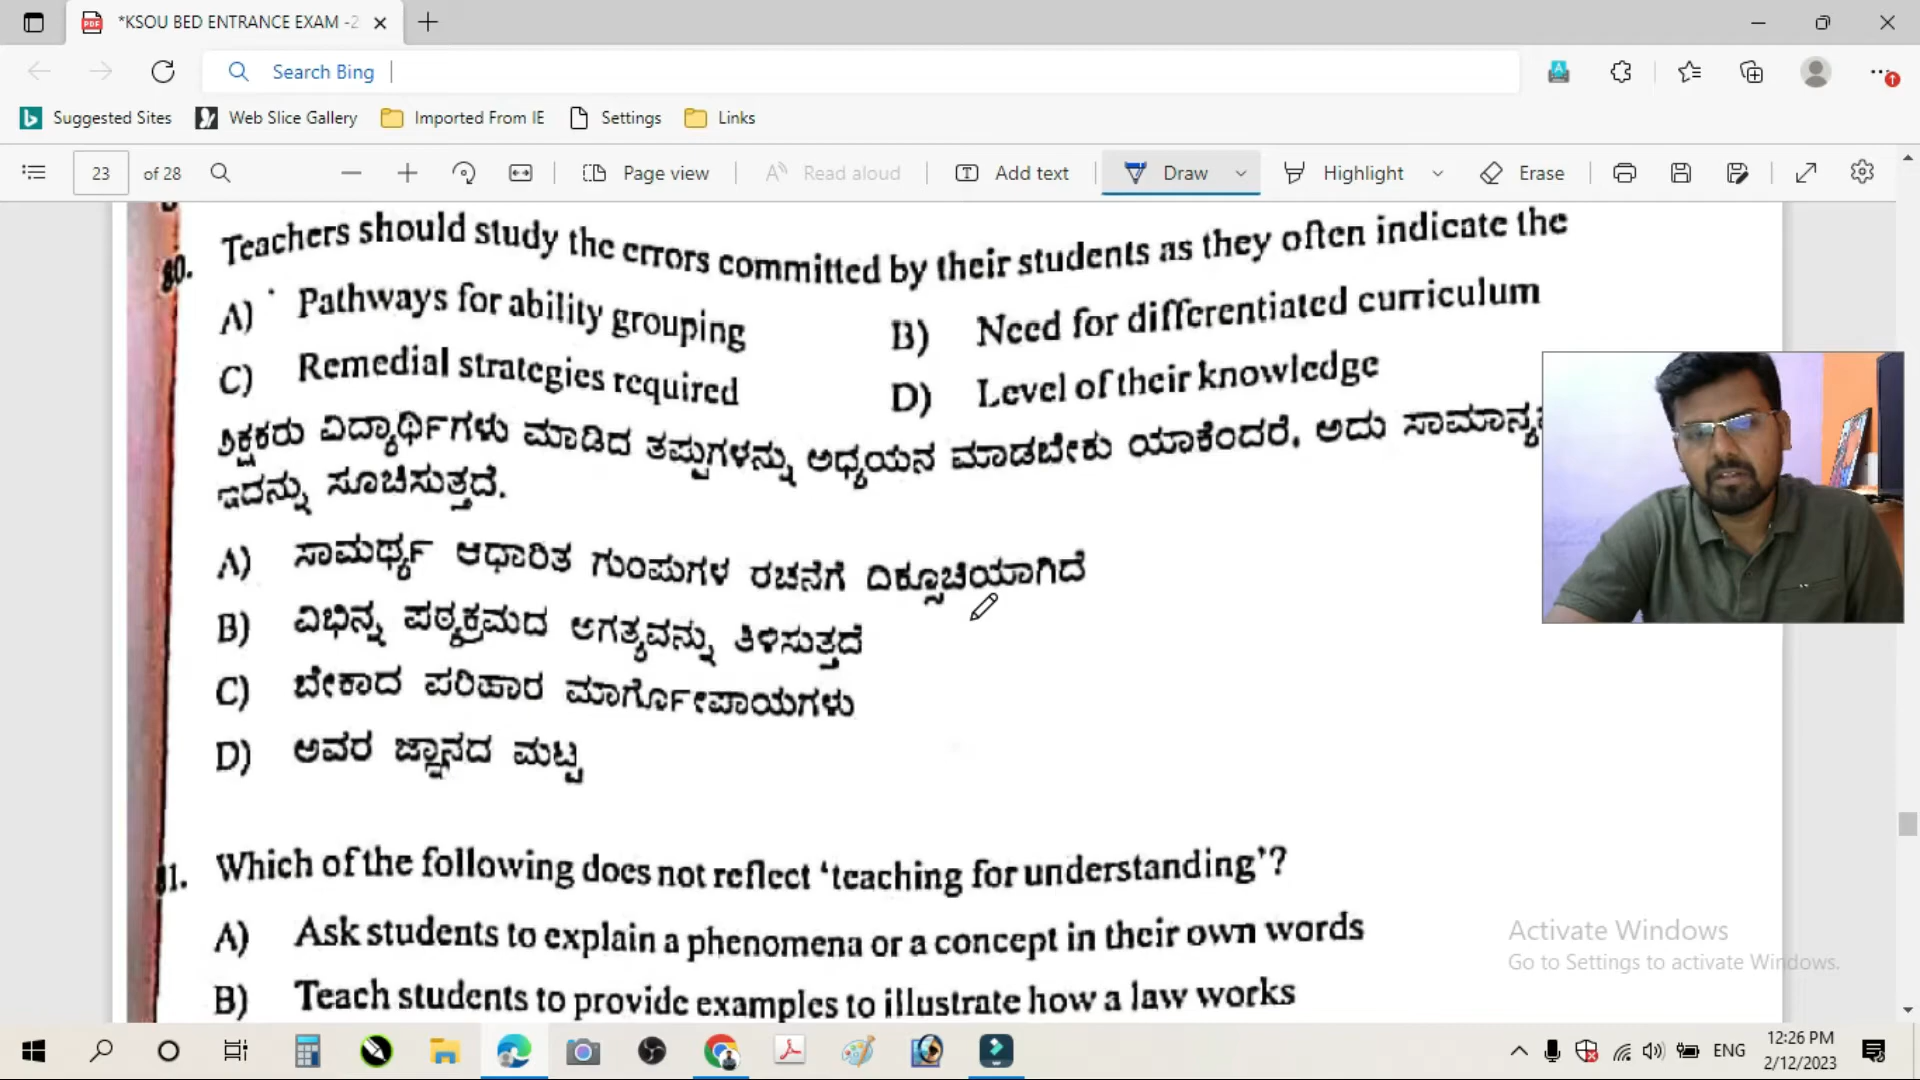 *KSOU BED ENTRANCE EXAM -2
Search Bing
Suggested Sites Web Slice Gallery Imported From IE Settings Links
23 of 28 Page view Read aloud Add text Draw Highlight Erase
80. Teachers should study the errors committed by their students as they often indicate the
A) Pathways for ability grouping B) Need for differentiated curriculum
C) Remedial strategies required D) Level of their knowledge
ಶಿಕ್ಷಕರು ವಿದ್ಯಾರ್ಥಿಗಳು ಮಾಡಿದ ತಪ್ಪುಗಳನ್ನು ಅಧ್ಯಯನ ಮಾಡಬೇಕು ಯಾಕೆಂದರೆ, ಅದು
ಇದನ್ನು ಸೂಚಿಸುತ್ತದೆ.
A) ಸಾಮರ್ಥ್ಯ ಆಧಾರಿತ ಗುಂಪುಗಳ ರಚನೆಗೆ ದಿಕ್ಸೂಚಿಯಾಗಿದೆ
B) ವಿಭಿನ್ನ ಪಠ್ಯಕ್ರಮದ ಅಗತ್ಯವನ್ನು ತಿಳಿಸುತ್ತದೆ
C) ಬೇಕಾದ ಪರಿಹಾರ ಮಾರ್ಗೋಪಾಯಗಳು
D) ಅವರ ಜ್ಞಾನದ ಮಟ್ಟ
81. Which of the following does not reflect ‘teaching for understanding’?
A) Ask students to explain a phenomena or a concept in their own words
B) Teach students to provide examples to illustrate how a law works
Activate Windows
Go to Settings to activate Windows.
ENG
12:26 PM
2/12/2023